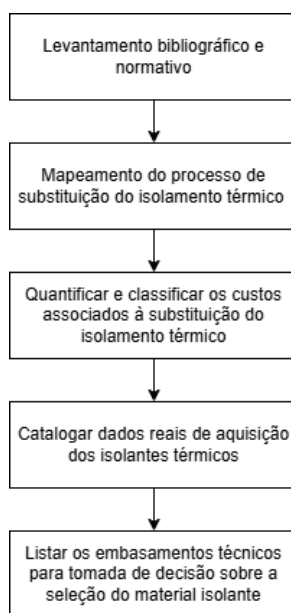 Levantamento bibliográfico e
normativo
Mapeamento do processo de
substituição do isolamento térmico
Quantificar e classificar os custos
associados à substituição do
isolamento térmico
Catalogar dados reais de aquisição
dos isolantes térmicos
Listar os embasamentos técnicos
para tomada de decisão sobre a
seleção do material isolante